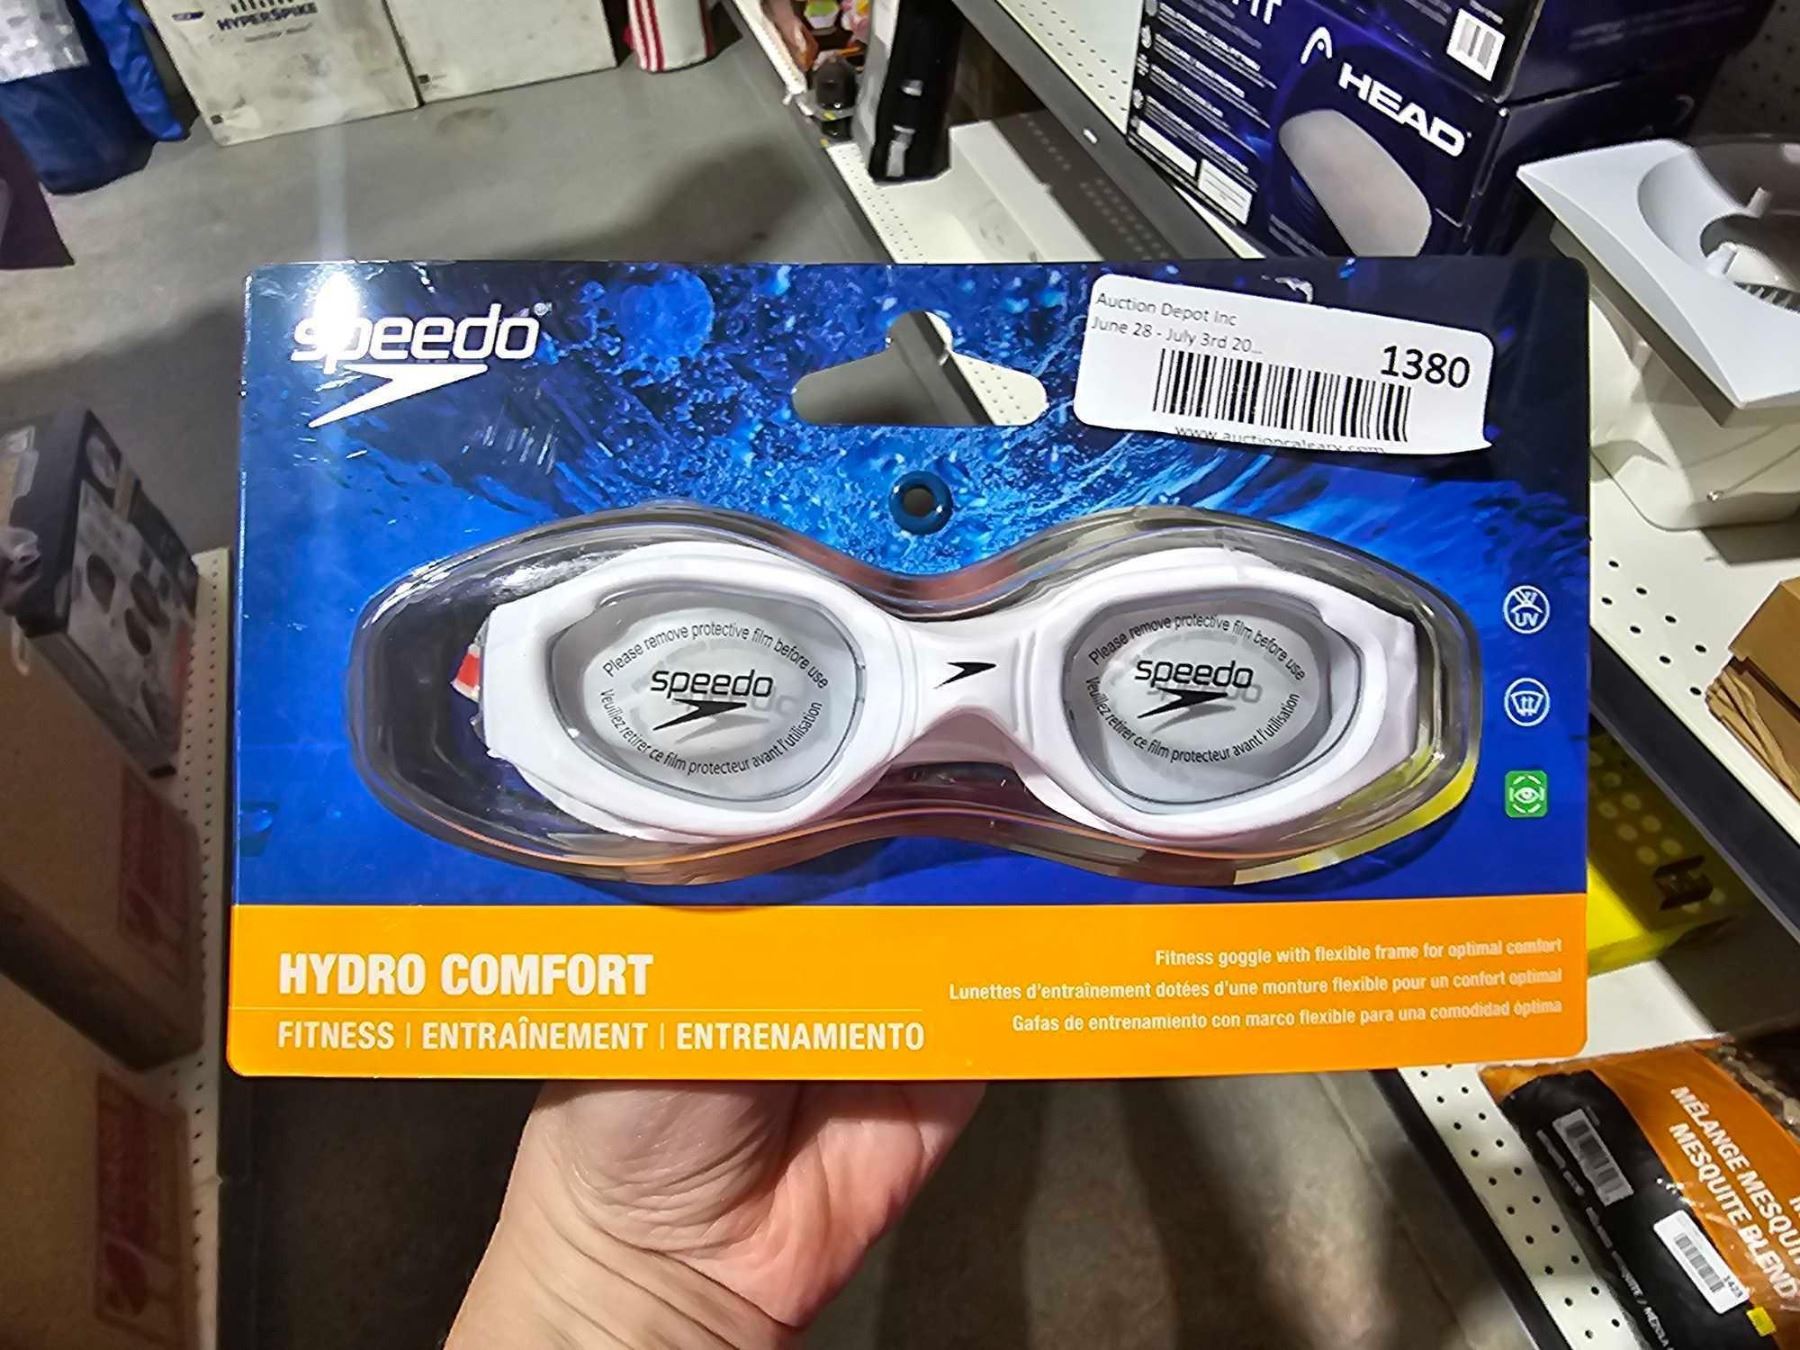 HYPERSPIKE
HEAD
speedo
Auction Depot Inc
June 28 - July 3rd 20...
1380
Please remove protective film before use
speedo
Veuillez retirer ce film protecteur avant l'utilisation
Please remove protective film before use
speedo
Veuillez retirer ce film protecteur avant l'utilisation
UV
HYDRO COMFORT
FITNESS | ENTRAÎNEMENT | ENTRENAMIENTO
Fitness goggle with flexible frame for optimal comfort
Lunettes d'entraînement dotées d'une monture flexible pour un confort optimal
Gafas de entrenamiento con marco flexible para una comodidad óptima
MÉLANGE MESQUI
MESQUITE BLEND